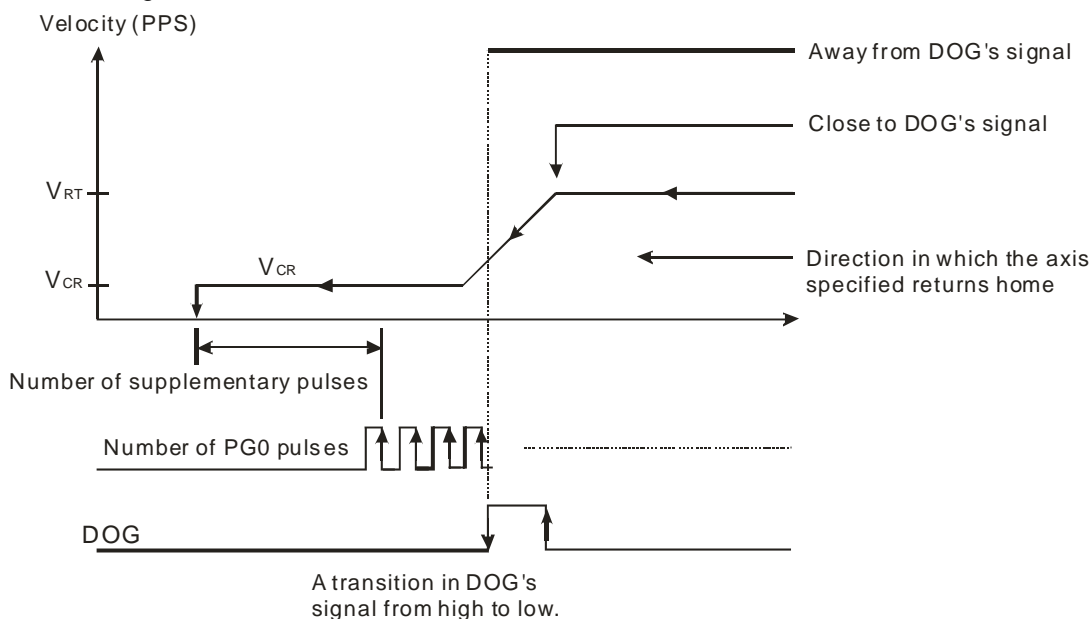 Velocity (PPS)
Away from DOG's signal
Close to DOG's signal
VRT
VCR
VCR
Direction in which the axis
specified returns home
Number of supplementary pulses
Number of PG0 pulses
DOG
A transition in DOG's
signal from high to low.